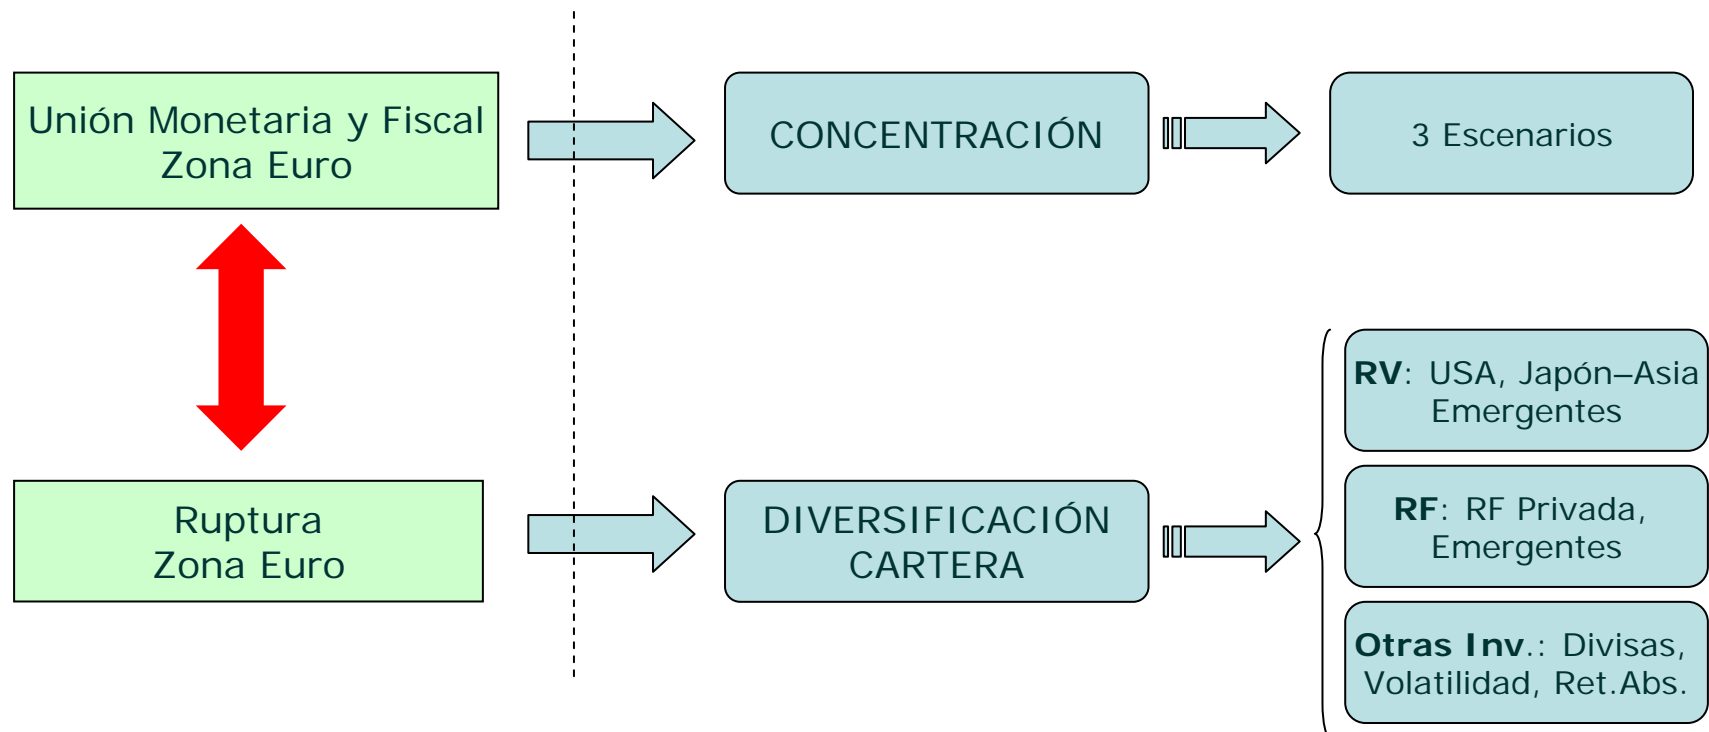 Unión Monetaria y Fiscal
Zona Euro
CONCENTRACIÓN
3 Escenarios
Ruptura
Zona Euro
DIVERSIFICACIÓN
CARTERA
RV: USA, Japón–Asia
Emergentes
RF: RF Privada,
Emergentes
Otras Inv.: Divisas,
Volatilidad, Ret.Abs.